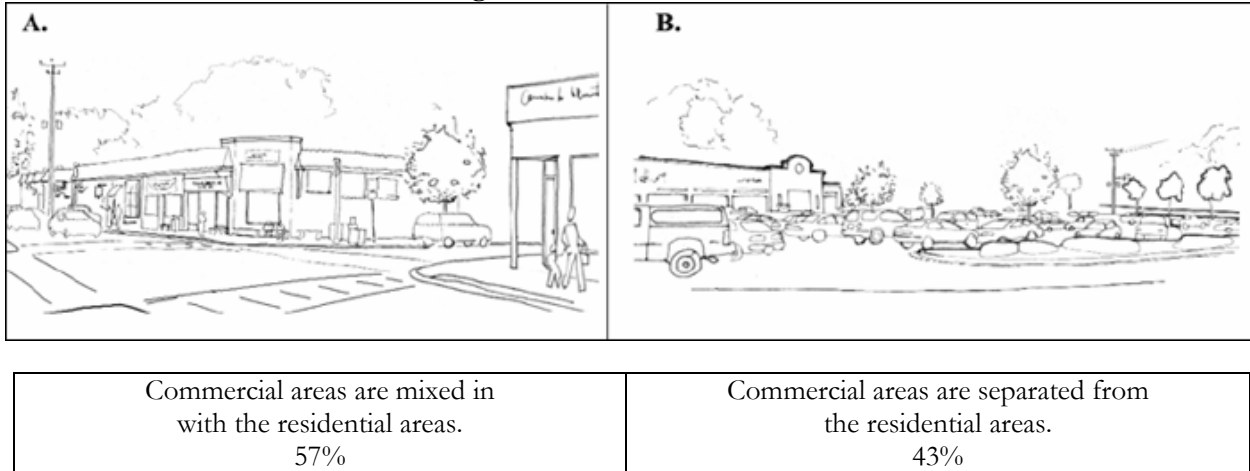 A.
B.
Commercial areas are mixed in
with the residential areas.
57%
Commercial areas are separated from
the residential areas.
43%